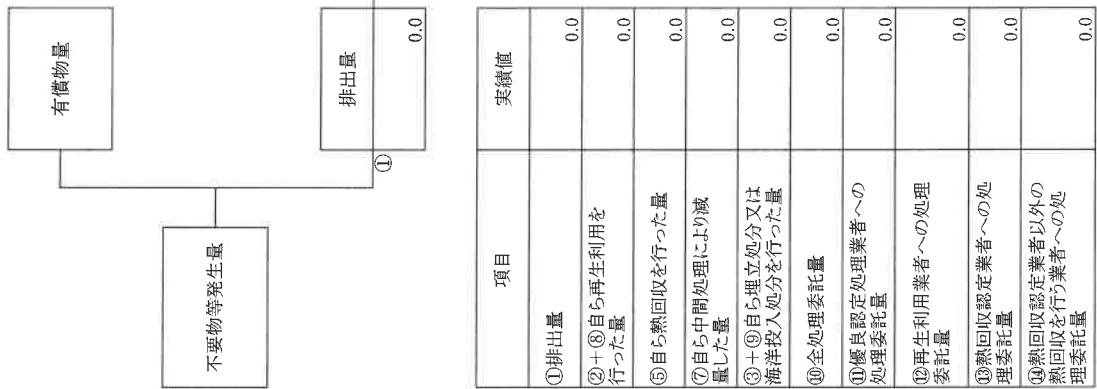 不要物等発生量
有償物量
①
排出量
0.0
項目
実績値
①排出量
0.0
②+⑧自ら再生利用を
行った量
0.0
⑤自ら熱回収を行った量
0.0
⑦自ら中間処理により減
量した量
0.0
③+⑨自ら埋立処分又は
海洋投入処分を行った量
0.0
⑩全処理委託量
0.0
⑪優良認定処理業者への
処理委託量
0.0
⑫再生利用業者への処理
委託量
0.0
⑬熱回収認定業者への処
理委託量
0.0
⑭熱回収認定業者以外の
熱回収を行う業者への処
理委託量
0.0